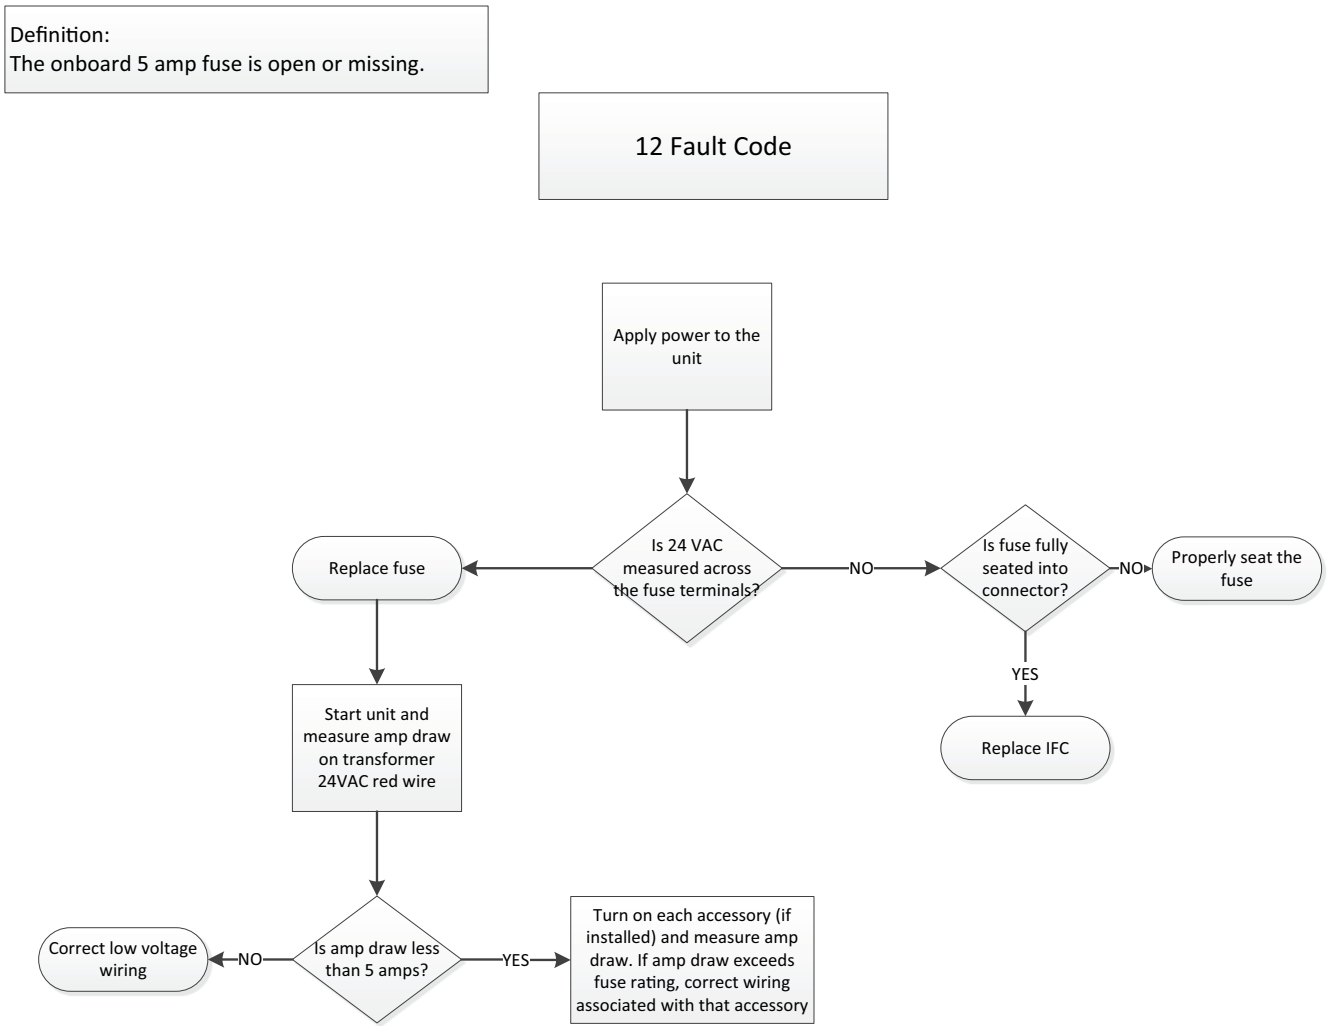 Definition:
The onboard 5 amp fuse is open or missing.
12 Fault Code
Apply power to the
unit
Is 24 VAC
measured across
the fuse terminals?
NO
Is fuse fully
seated into
connector?
NO
Properly seat the
fuse
Replace fuse
YES
Replace IFC
Start unit and
measure amp draw
on transformer
24VAC red wire
Is amp draw less
than 5 amps?
NO
Correct low voltage
wiring
YES
Turn on each accessory (if
installed) and measure amp
draw. If amp draw exceeds
fuse rating, correct wiring
associated with that accessory